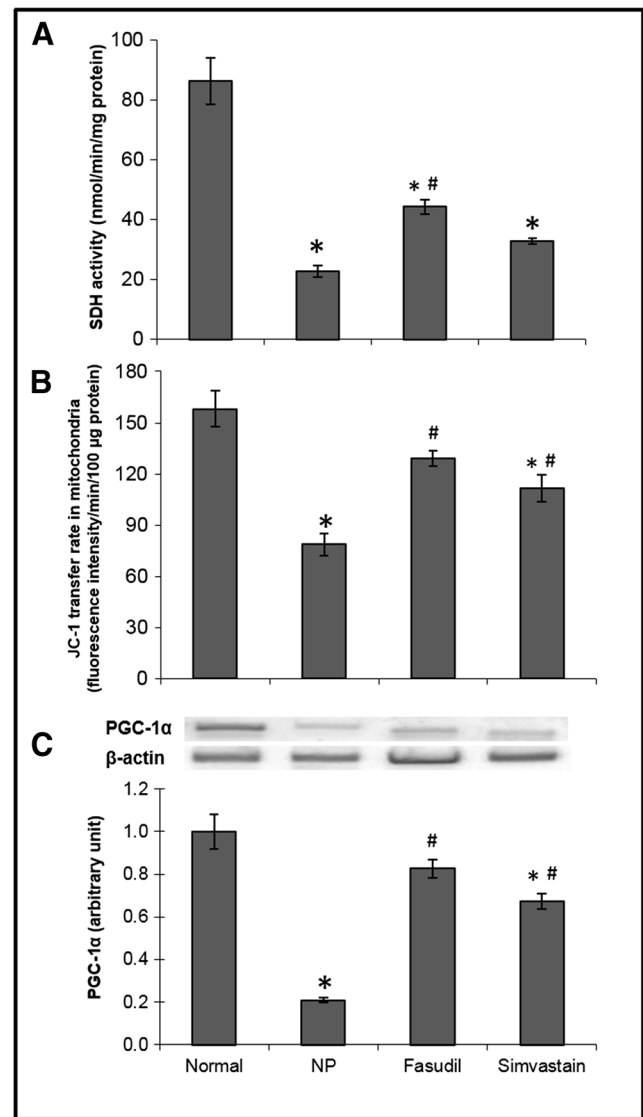 A
SDH activity (nmol/min/mg protein)
100
80
60
40
20
0
*
* #
*
B
JC-1 transfer rate in mitochondria
(fluorescence intensity/min/100 µg protein)
180
150
120
90
60
30
0
*
#
* #
C
PGC-1α
β-actin
PGC-1α (arbitrary unit)
1.2
1.0
0.8
0.6
0.4
0.2
0.0
*
#
* #
Normal NP Fasudil Simvastain